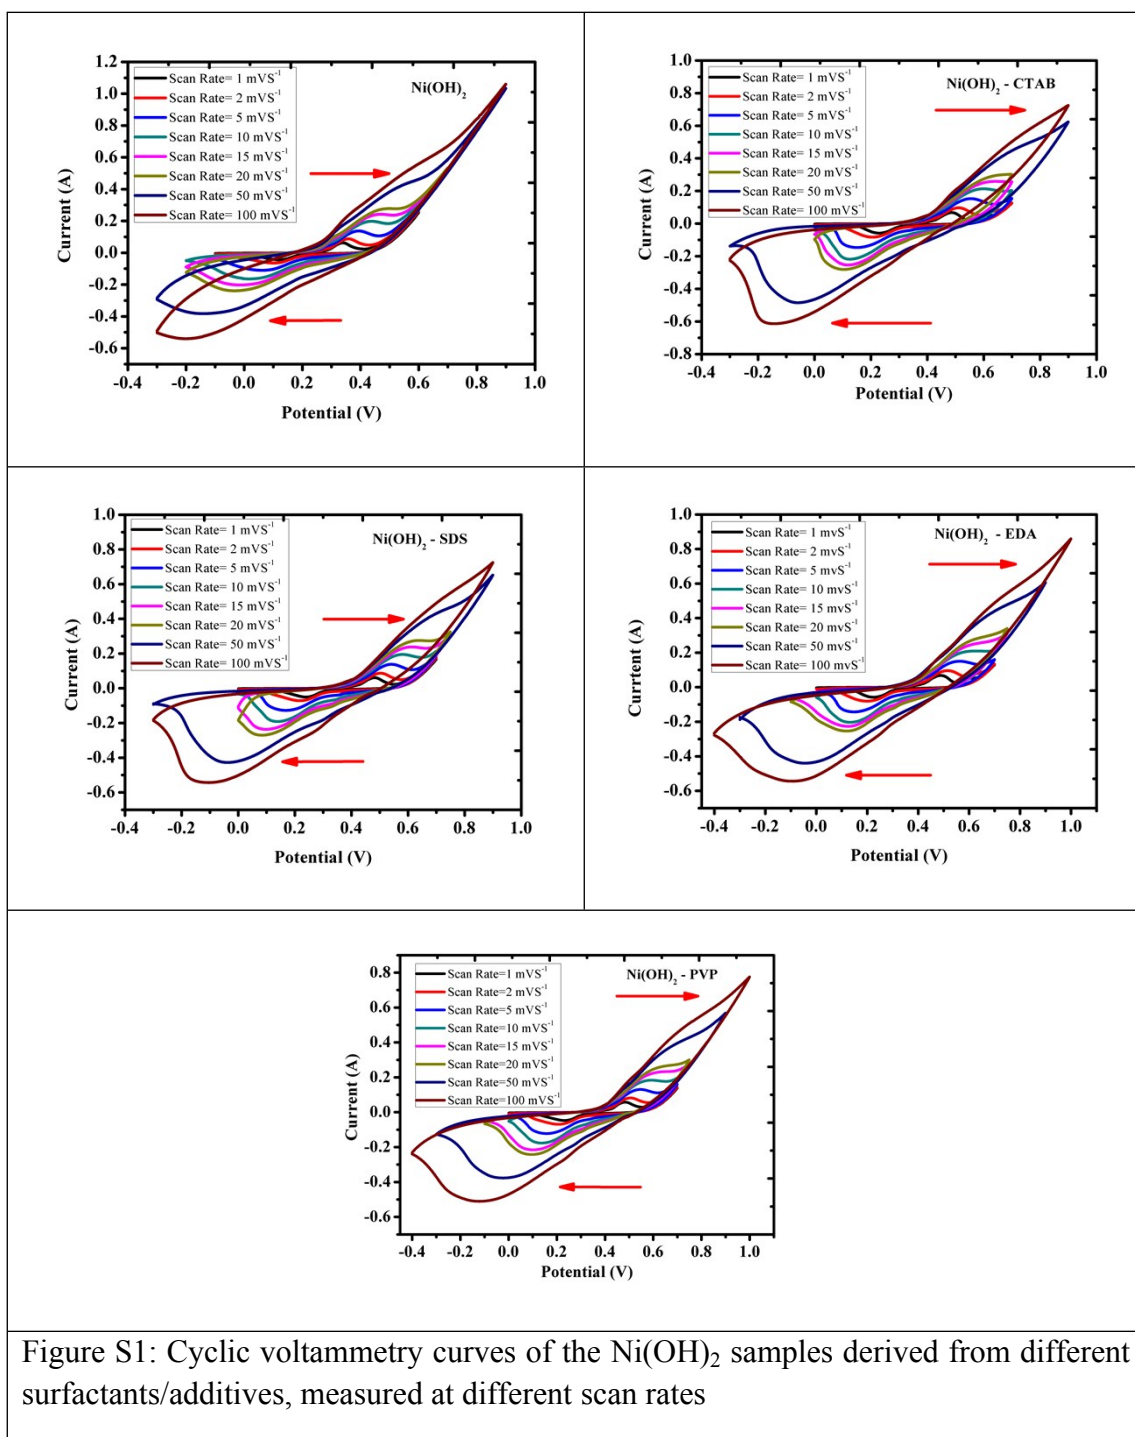 1.2
1.0
0.8
0.6
0.4
0.2
0.0
-0.2
-0.4
-0.6
Current (A)
Scan Rate= 1 mVS⁻¹
Scan Rate= 2 mVS⁻¹
Scan Rate= 5 mVS⁻¹
Scan Rate= 10 mVS⁻¹
Scan Rate= 15 mVS⁻¹
Scan Rate= 20 mVS⁻¹
Scan Rate= 50 mVS⁻¹
Scan Rate= 100 mVS⁻¹
Ni(OH)₂
-0.4 -0.2 0.0 0.2 0.4 0.6 0.8 1.0
Potential (V)
1.0
0.8
0.6
0.4
0.2
0.0
-0.2
-0.4
-0.6
-0.8
Current (A)
Scan Rate= 1 mVS⁻¹
Scan Rate= 2 mVS⁻¹
Scan Rate= 5 mVS⁻¹
Scan Rate= 10 mVS⁻¹
Scan Rate= 15 mVS⁻¹
Scan Rate= 20 mVS⁻¹
Scan Rate= 50 mVS⁻¹
Scan Rate= 100 mVS⁻¹
Ni(OH)₂ - CTAB
-0.4 -0.2 0.0 0.2 0.4 0.6 0.8 1.0
Potential (V)
1.0
0.8
0.6
0.4
0.2
0.0
-0.2
-0.4
-0.6
Current (A)
Scan Rate= 1 mVS⁻¹
Scan Rate= 2 mVS⁻¹
Scan Rate= 5 mVS⁻¹
Scan Rate= 10 mVS⁻¹
Scan Rate= 15 mVS⁻¹
Scan Rate= 20 mVS⁻¹
Scan Rate= 50 mVS⁻¹
Scan Rate= 100 mVS⁻¹
Ni(OH)₂ - SDS
-0.4 -0.2 0.0 0.2 0.4 0.6 0.8 1.0
Potential (V)
1.0
0.8
0.6
0.4
0.2
0.0
-0.2
-0.4
-0.6
Currtent (A)
Scan Rate= 1 mvS⁻¹
Scan Rate= 2 mvS⁻¹
Scan Rate= 5 mvS⁻¹
Scan Rate= 10 mvS⁻¹
Scan Rate= 15 mvS⁻¹
Scan Rate= 20 mvS⁻¹
Scan Rate= 50 mvS⁻¹
Scan Rate= 100 mvS⁻¹
Ni(OH)₂ - EDA
-0.4 -0.2 0.0 0.2 0.4 0.6 0.8 1.0
Potential (V)
0.8
0.6
0.4
0.2
0.0
-0.2
-0.4
-0.6
Current (A)
Scan Rate=1 mVS⁻¹
Scan Rate=2 mVS⁻¹
Scan Rate=5 mVS⁻¹
Scan Rate=10 mVS⁻¹
Scan Rate=15 mVS⁻¹
Scan Rate=20 mVS⁻¹
Scan Rate=50 mVS⁻¹
Scan Rate=100 mVS⁻¹
Ni(OH)₂ - PVP
-0.4 -0.2 0.0 0.2 0.4 0.6 0.8 1.0
Potential (V)
Figure S1: Cyclic voltammetry curves of the Ni(OH)₂ samples derived from different
surfactants/additives, measured at different scan rates